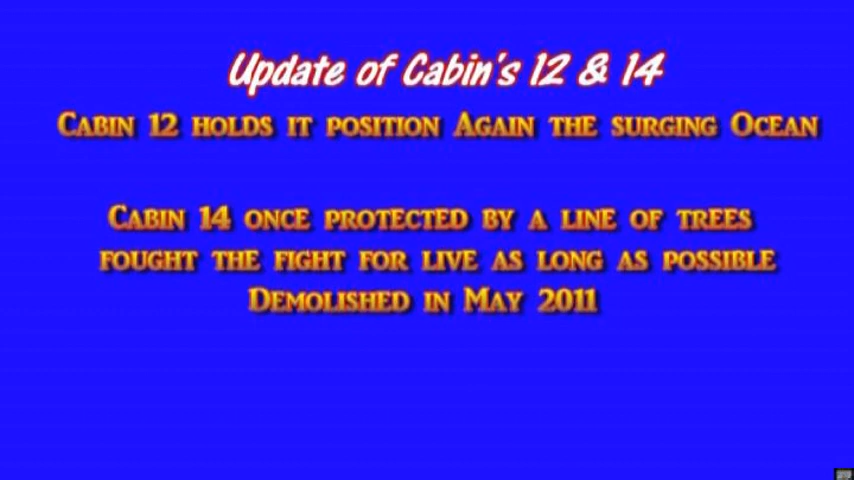 Update of Cabin's 12 & 14
Cabin 12 holds it position Again the surging Ocean
Cabin 14 once protected by a line of trees
fought the fight for live as long as possible
Demolished in May 2011